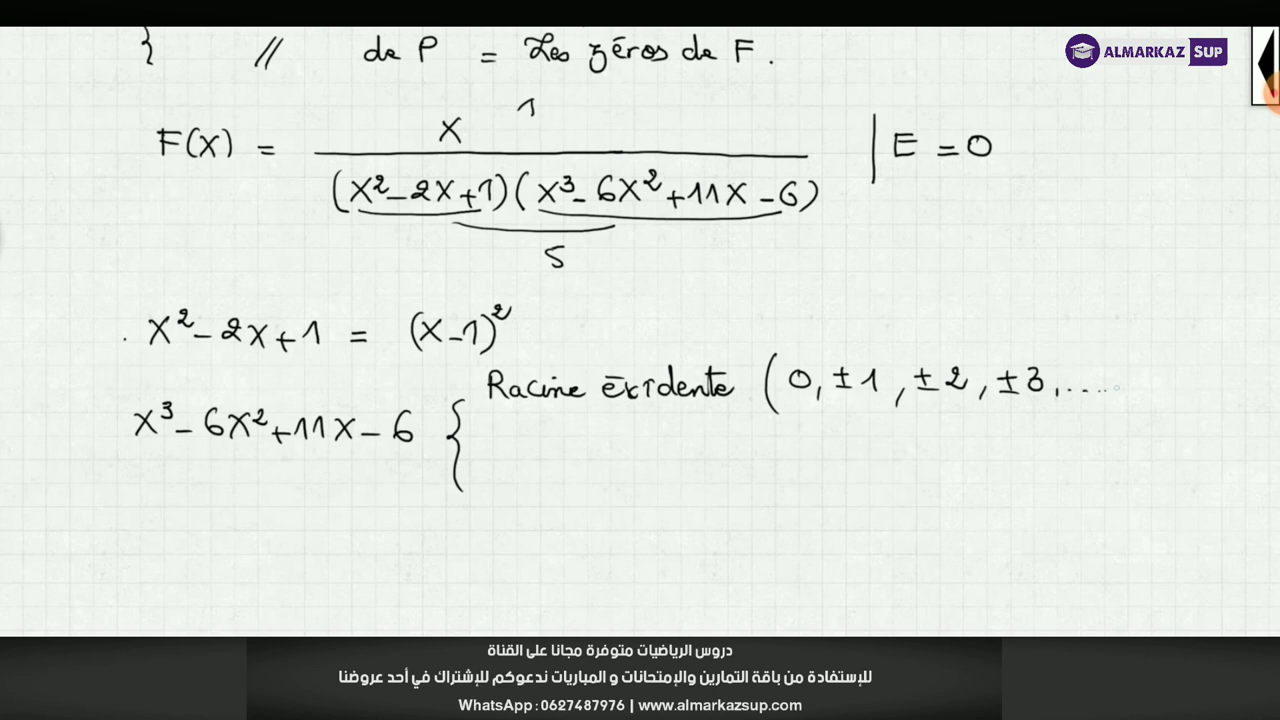 } // de P = Les zéros de F.
ALMARKAZ SUP
1
F(X) = X / (X² - 2X + 1)(X³ - 6X² + 11X - 6) | E = 0
5
. X² - 2X + 1 = (X - 1)²
Racine évidente (0, ±1, ±2, ±3, .....
X³ - 6X² + 11X - 6 {
دروس الرياضيات متوفرة مجانا على القناة
للإستفادة من باقة التمارين والإمتحانات و المباريات ندعوكم للإشتراك في أحد عروضنا
WhatsApp : 0627487976 | www.almarkazsup.com